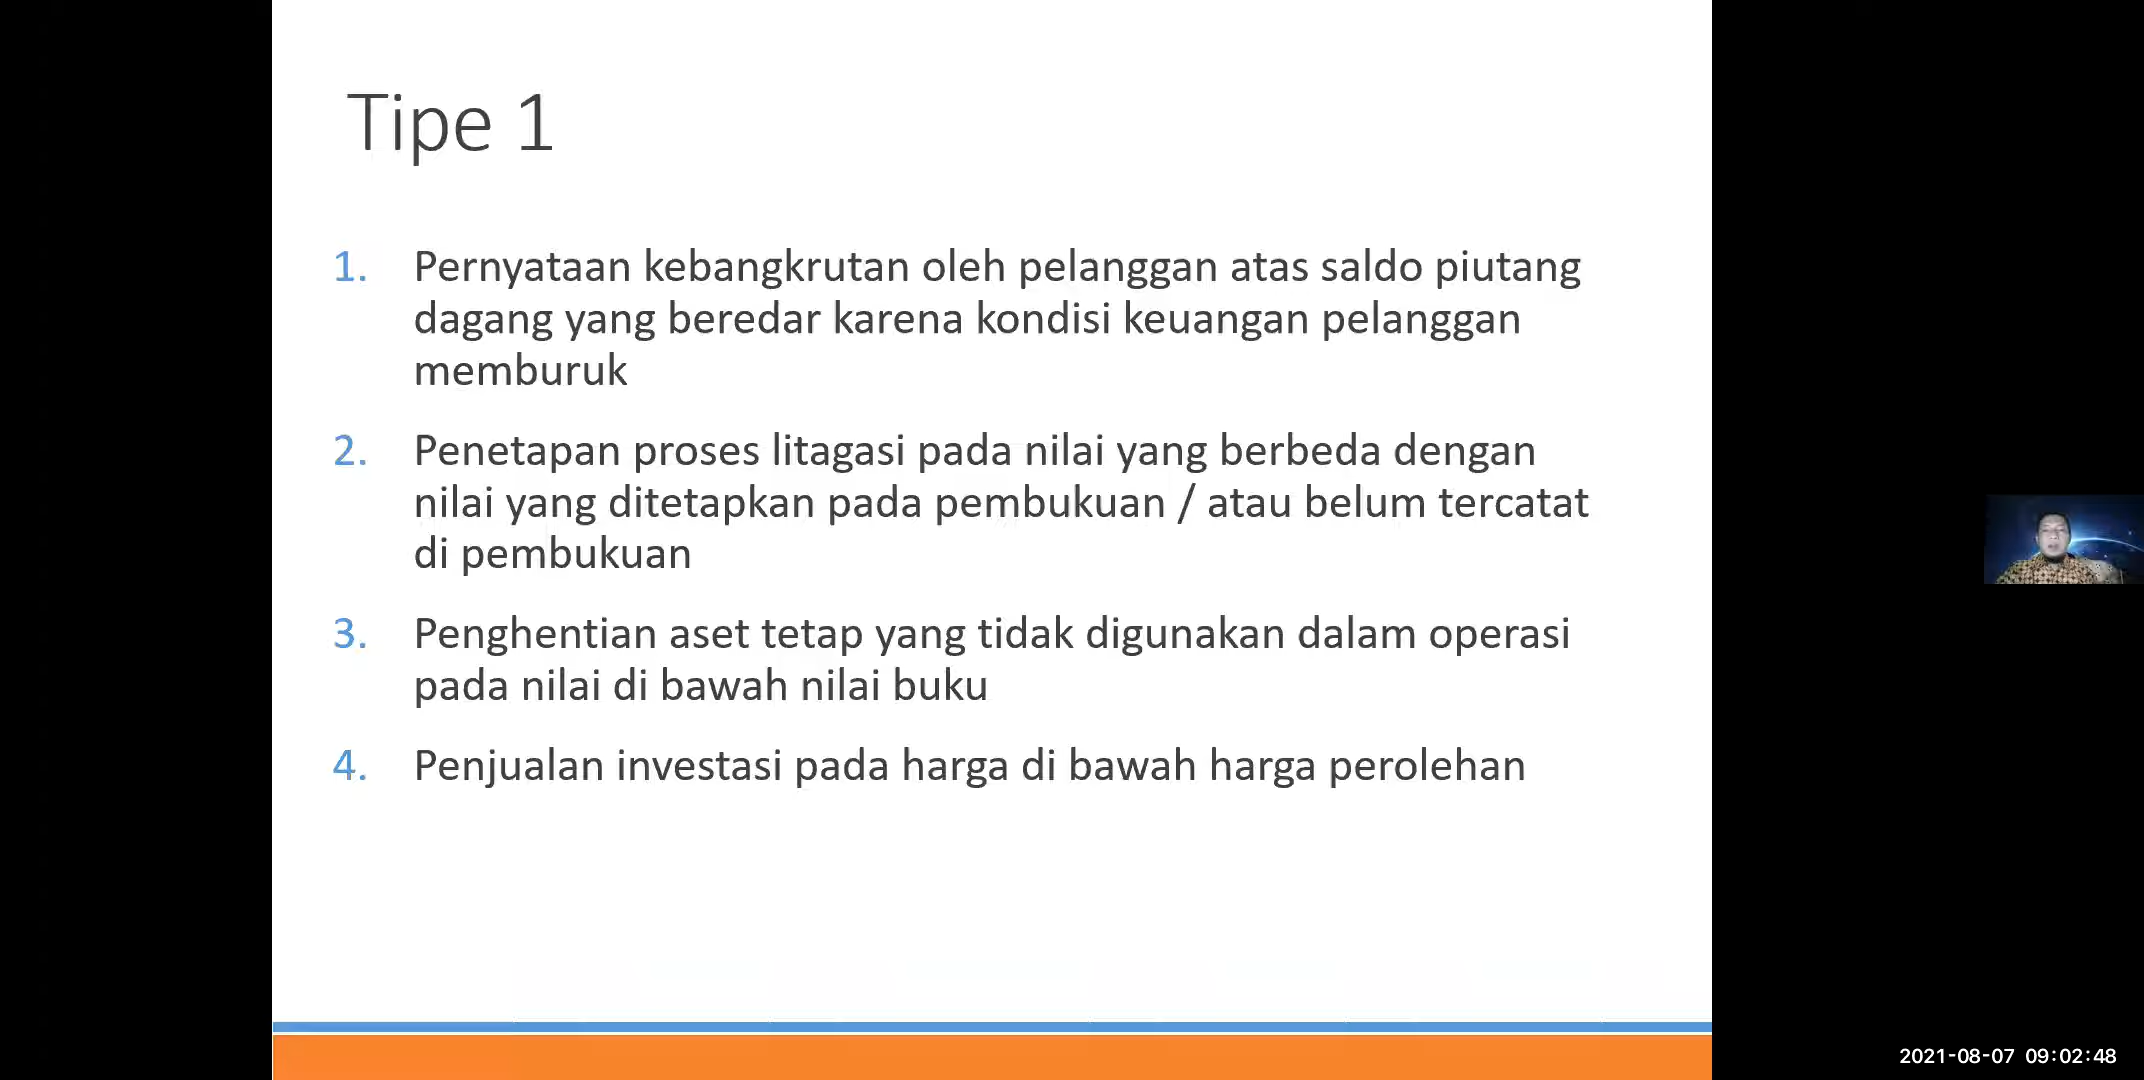 Tipe 1
1. Pernyataan kebangkrutan oleh pelanggan atas saldo piutang
dagang yang beredar karena kondisi keuangan pelanggan
memburuk
2. Penetapan proses litagasi pada nilai yang berbeda dengan
nilai yang ditetapkan pada pembukuan / atau belum tercatat
di pembukuan
3. Penghentian aset tetap yang tidak digunakan dalam operasi
pada nilai di bawah nilai buku
4. Penjualan investasi pada harga di bawah harga perolehan
2021-08-07 09:02:48